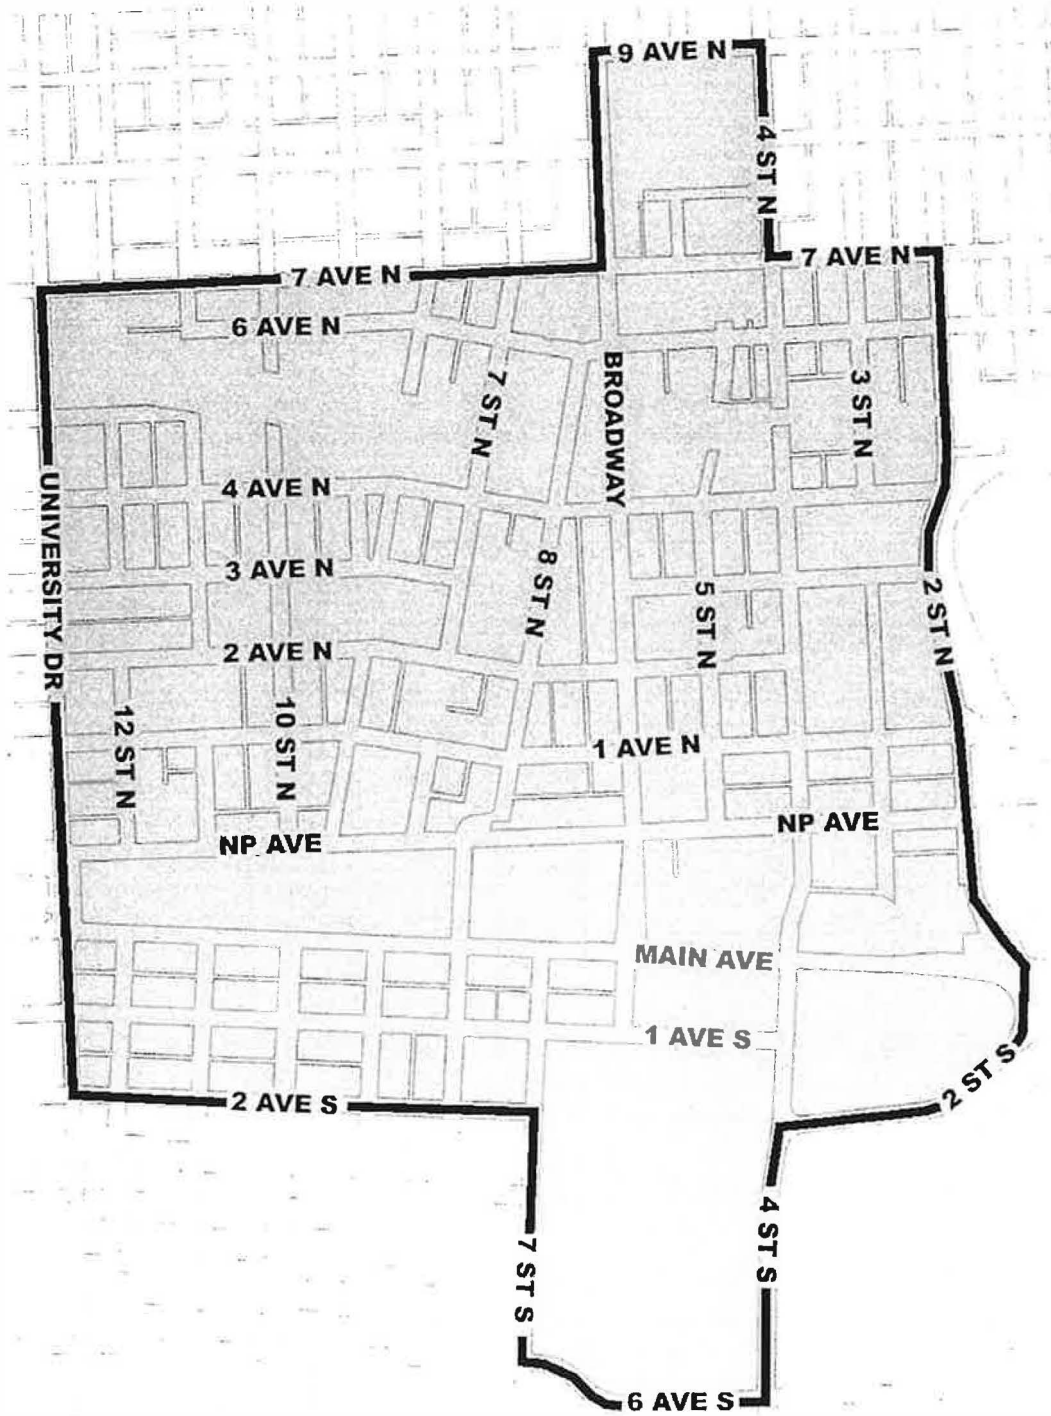 9 AVE N
4 ST N
7 AVE N
7 AVE N
6 AVE N
7 ST N
BROADWAY
3 ST N
UNIVERSITY DR
4 AVE N
3 AVE N
8 ST N
5 ST N
2 ST N
2 AVE N
12 ST N
10 ST N
1 AVE N
NP AVE
NP AVE
MAIN AVE
1 AVE S
2 ST S
2 AVE S
7 ST S
4 ST S
6 AVE S